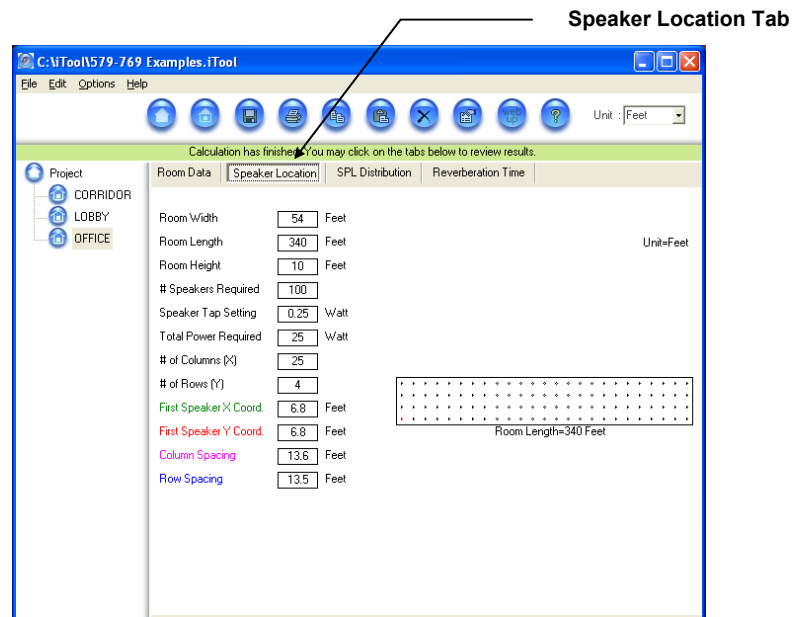 Speaker Location Tab
C:\iTool\579-769 Examples.iTool
File Edit Options Help
web
Unit : Feet
Calculation has finished. You may click on the tabs below to review results.
Project
CORRIDOR
LOBBY
OFFICE
Room Data Speaker Location SPL Distribution Reverberation Time
Room Width 54 Feet
Room Length 340 Feet
Unit=Feet
Room Height 10 Feet
# Speakers Required 100
Speaker Tap Setting 0.25 Watt
Total Power Required 25 Watt
# of Columns (X) 25
# of Rows (Y) 4
First Speaker X Coord. 6.8 Feet
First Speaker Y Coord. 6.8 Feet
Room Length=340 Feet
Column Spacing 13.6 Feet
Row Spacing 13.5 Feet